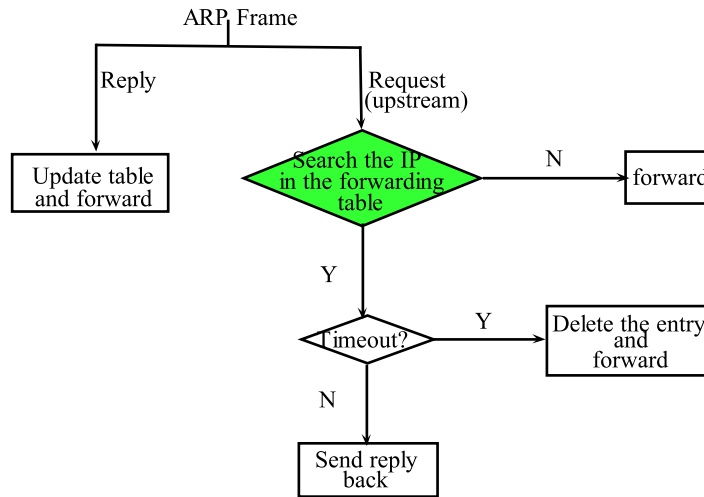 ARP Frame
Reply
Request
(upstream)
Search the IP
in the forwarding
table
N
forward
Update table
and forward
Y
Timeout?
Y
Delete the entry
and
forward
N
Send reply
back